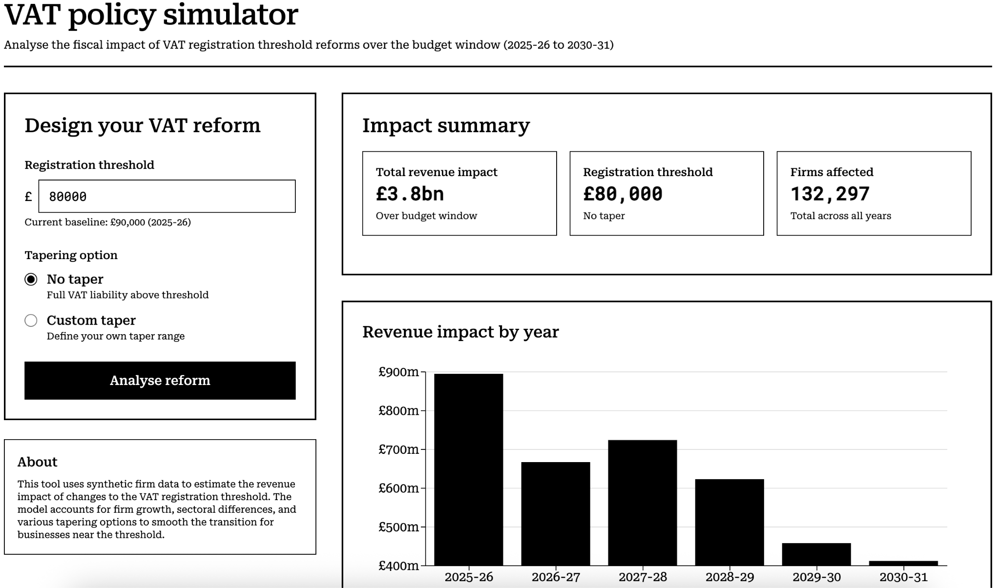 VAT policy simulator
Analyse the fiscal impact of VAT registration threshold reforms over the budget window (2025-26 to 2030-31)
Design your VAT reform
Registration threshold
£ 80000
Current baseline: £90,000 (2025-26)
Tapering option
No taper
Full VAT liability above threshold
Custom taper
Define your own taper range
Analyse reform
About
This tool uses synthetic firm data to estimate the revenue
impact of changes to the VAT registration threshold. The
model accounts for firm growth, sectoral differences, and
various tapering options to smooth the transition for
businesses near the threshold.
Impact summary
Total revenue impact
£3.8bn
Over budget window
Registration threshold
£80,000
No taper
Firms affected
132,297
Total across all years
Revenue impact by year
£900m
£800m
£700m
£600m
£500m
£400m
2025-26 2026-27 2027-28 2028-29 2029-30 2030-31